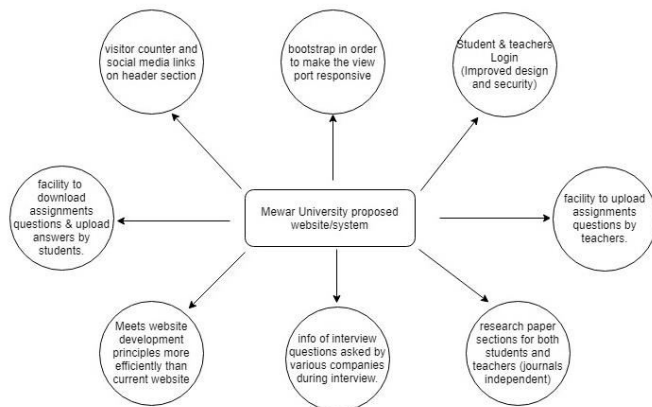 visitor counter and
social media links
on header section
bootstrap in order
to make the view
port responsive
Student & teachers
Login
(Improved design
and security)
facility to
download
assignments
questions & upload
answers by
students.
Mewar University proposed
website/system
facility to upload
assignments
questions by
teachers.
Meets website
development
principles more
efficiently than
current website
info of interview
questions asked by
various companies
during interview.
research paper
sections for both
students and
teachers (journals
independent)